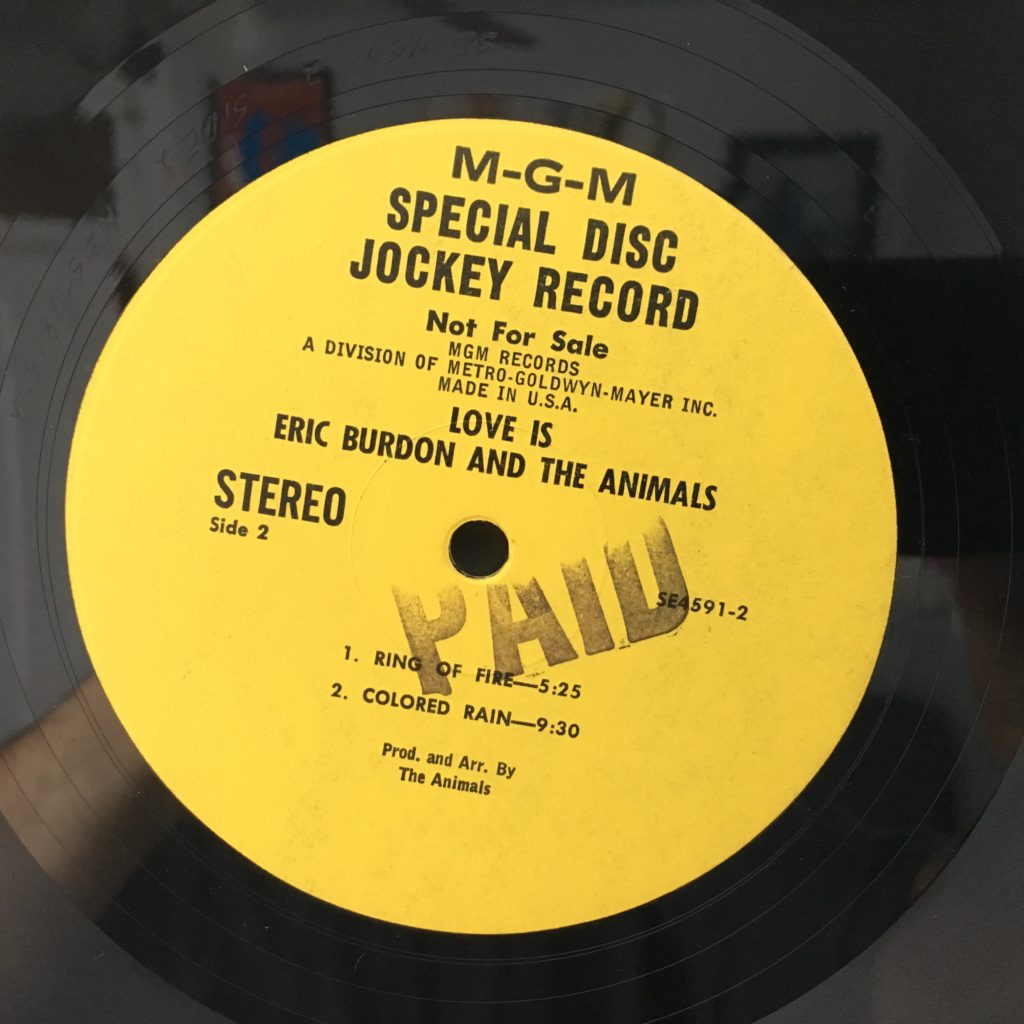 M-G-M
SPECIAL DISC
JOCKEY RECORD
Not For Sale
MGM RECORDS
A DIVISION OF METRO-GOLDWYN-MAYER INC.
MADE IN U.S.A.
LOVE IS
ERIC BURDON AND THE ANIMALS
STEREO
Side 2
PAID
SE4591-2
1. RING OF FIRE—5:25
2. COLORED RAIN—9:30
Prod. and Arr. By
The Animals